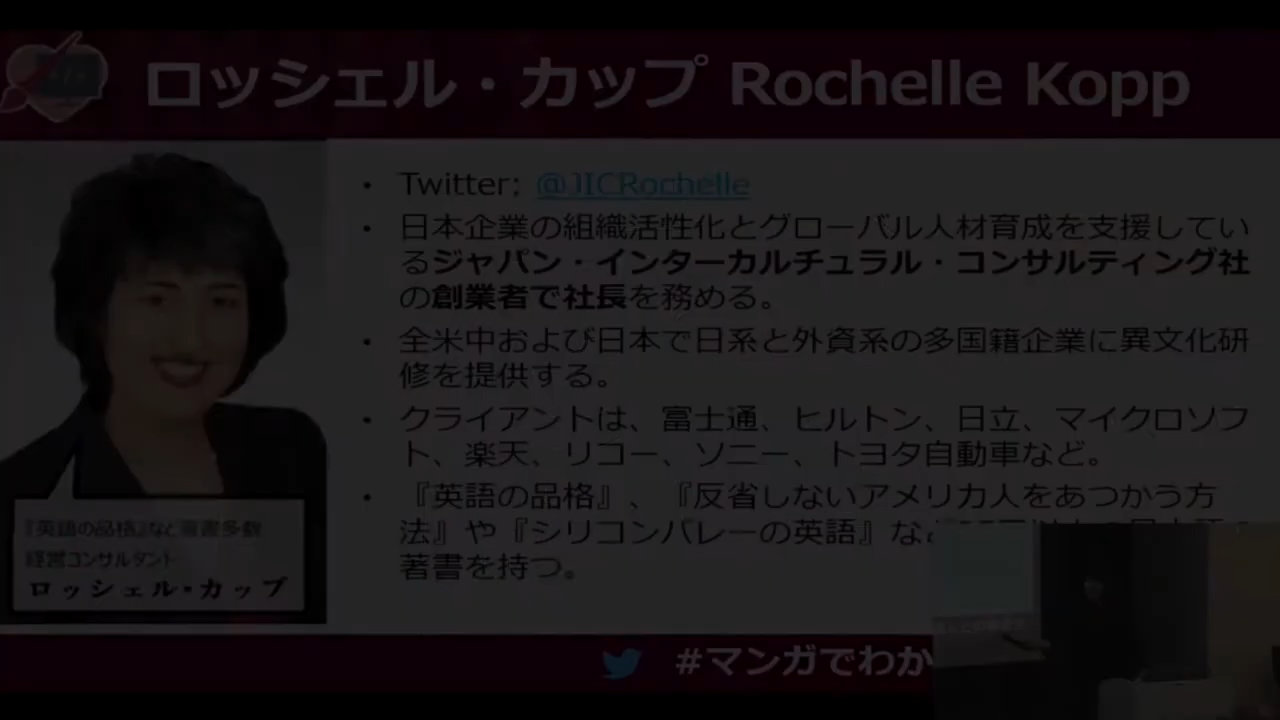 ロッシェル・カップ Rochelle Kopp
• Twitter: @JICRochelle
• 日本企業の組織活性化とグローバル人材育成を支援してい
るジャパン・インターカルチュラル・コンサルティング社
の創業者で社長を務める。
• 全米中および日本で日系と外資系の多国籍企業に異文化研
修を提供する。
• クライアントは、富士通、ヒルトン、日立、マイクロソフ
ト、楽天、リコー、ソニー、トヨタ自動車など。
• 『英語の品格』、『反省しないアメリカ人をあつかう方
法』や『シリコンバレーの英語』な
著書を持つ。
『英語の品格』など著書多数
経営コンサルタント
ロッシェル・カップ
#マンガでわか